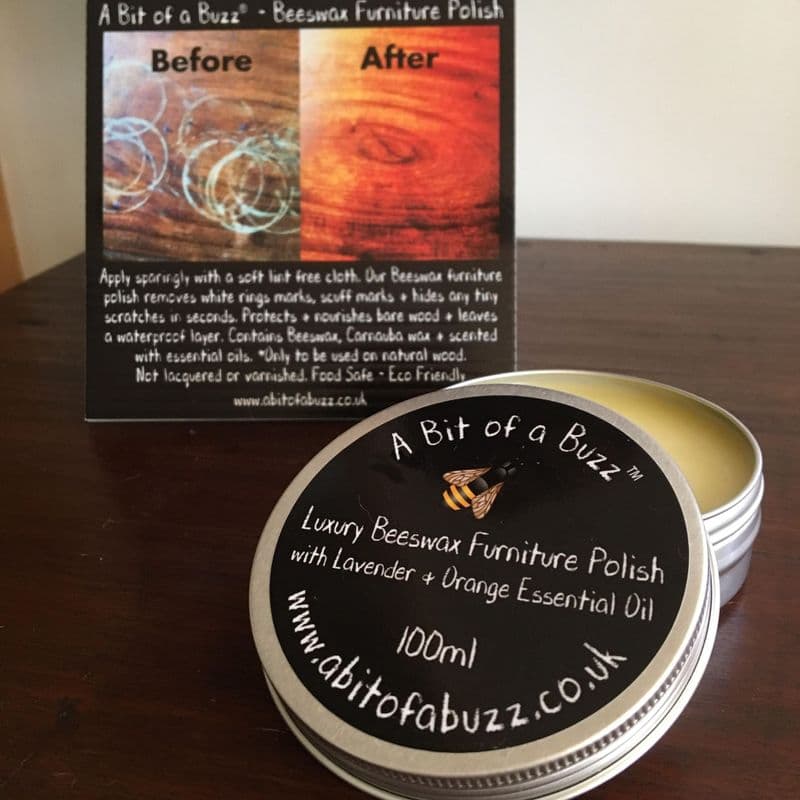 A Bit of a Buzz® - Beeswax Furniture Polish
Before
After
Apply sparingly with a soft lint free cloth. Our Beeswax furniture
polish removes white rings marks, scuff marks + hides any tiny
scratches in seconds. Protects + nourishes bare wood + leaves
a waterproof layer. Contains Beeswax, Carnauba wax + scented
with essential oils. *Only to be used on natural wood.
Not lacquered or varnished. Food Safe - Eco Friendly
www.abitofabuzz.co.uk
A Bit of a Buzz™
Luxury Beeswax Furniture Polish
with Lavender + Orange Essential Oil
100ml
www.abitofabuzz.co.uk